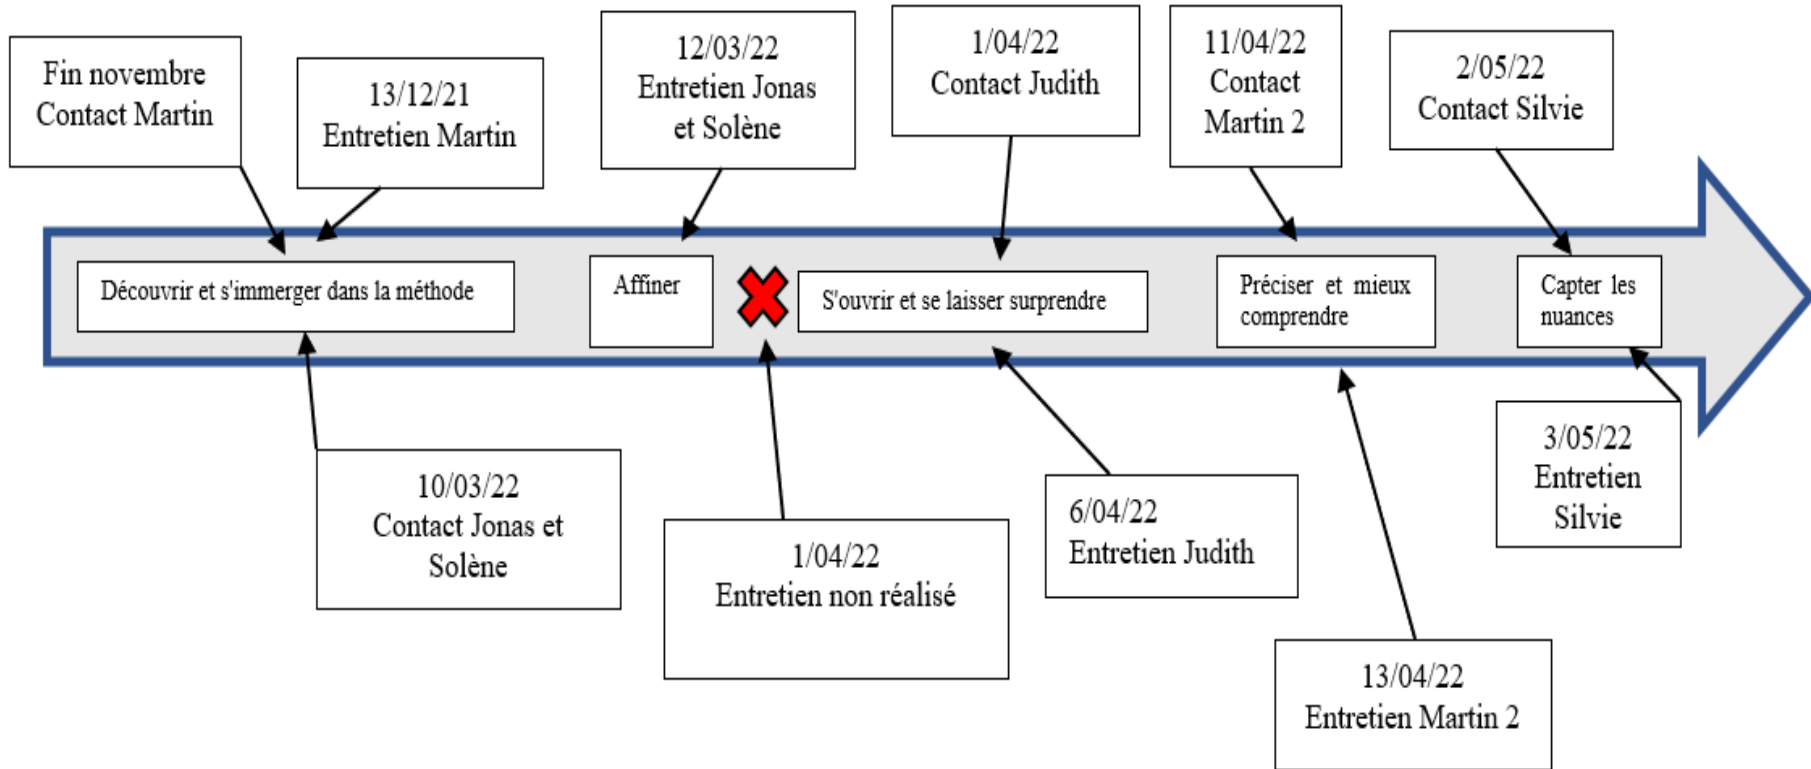 Fin novembre
Contact Martin
13/12/21
Entretien Martin
12/03/22
Entretien Jonas
et Solène
1/04/22
Contact Judith
11/04/22
Contact
Martin 2
2/05/22
Contact Silvie
Découvrir et s'immerger dans la méthode
Affiner
S'ouvrir et se laisser surprendre
Préciser et mieux
comprendre
Capter les
nuances
10/03/22
Contact Jonas et
Solène
1/04/22
Entretien non réalisé
6/04/22
Entretien Judith
13/04/22
Entretien Martin 2
3/05/22
Entretien
Silvie